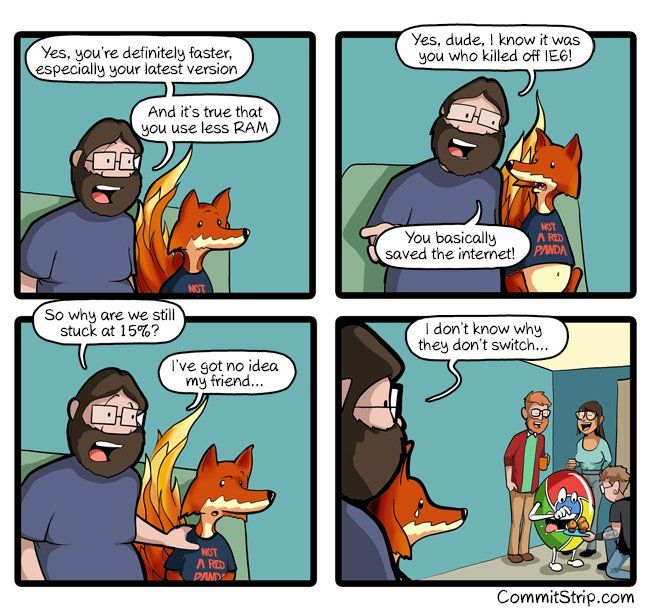 Yes, you're definitely faster,
especially your latest version
And it's true that
you use less RAM
NOT
Yes, dude, I know it was
you who killed off IE6!
You basically
saved the internet!
NOT
A RED
PANDA
So why are we still
stuck at 15%?
I've got no idea
my friend...
NOT
A RED
PAND
I don't know why
they don't switch...
CommitStrip.com